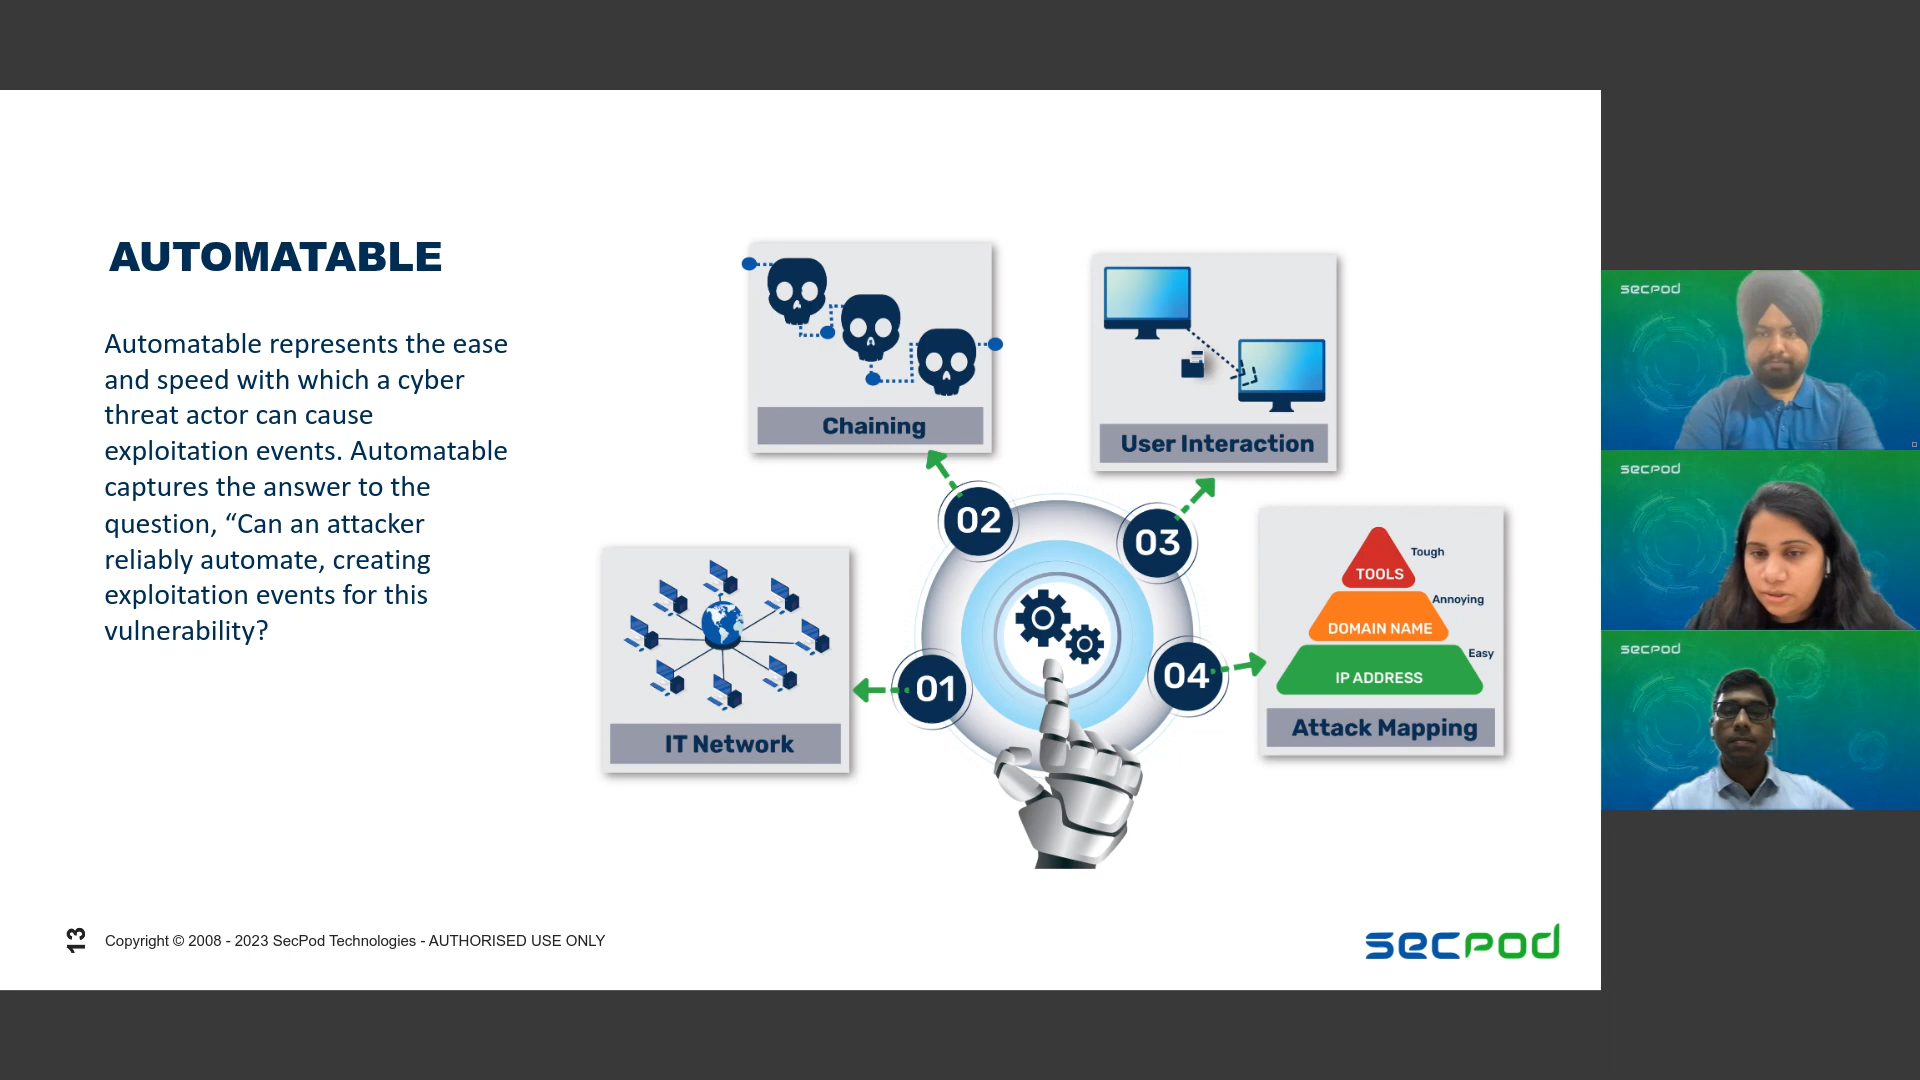 AUTOMATABLE
Automatable represents the ease
and speed with which a cyber
threat actor can cause
exploitation events. Automatable
captures the answer to the
question, “Can an attacker
reliably automate, creating
exploitation events for this
vulnerability?
Chaining
User Interaction
02
03
01
04
IT Network
TOOLS
Tough
DOMAIN NAME
Annoying
IP ADDRESS
Easy
Attack Mapping
13
Copyright © 2008 - 2023 SecPod Technologies - AUTHORISED USE ONLY
secpod
secpod
secpod
secpod